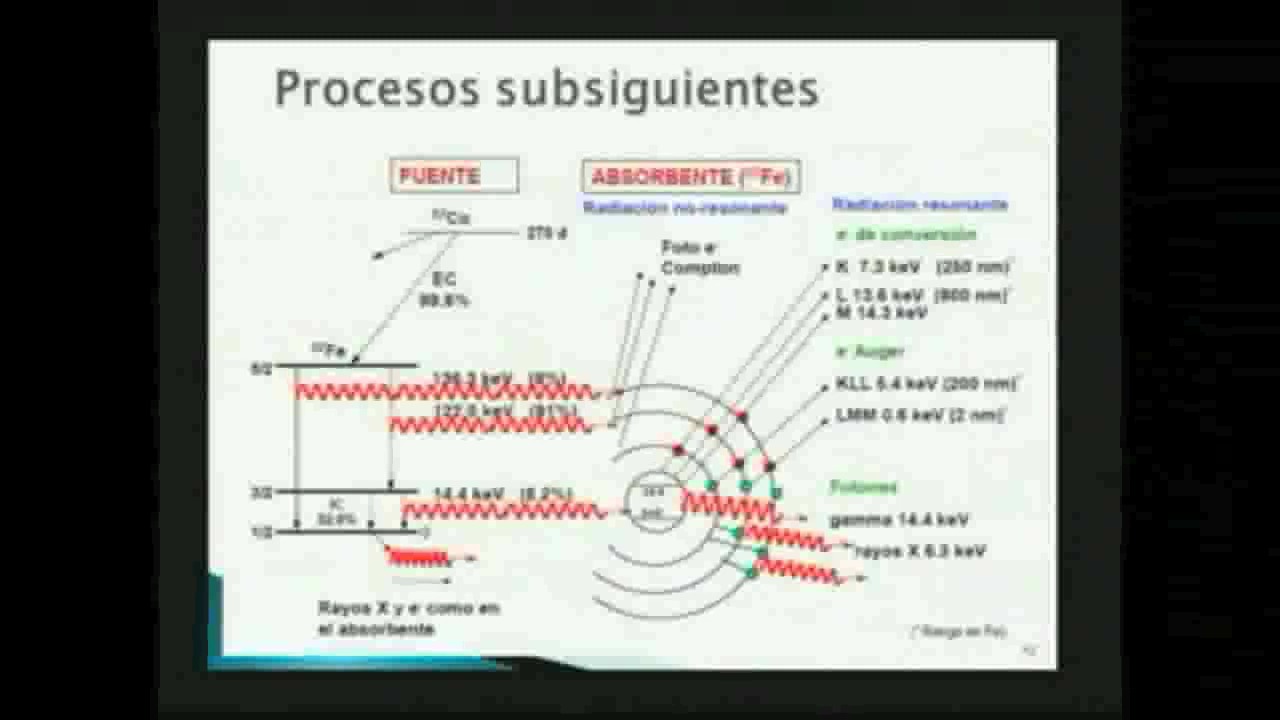 Procesos subsiguientes
FUENTE
ABSORBENTE (57Fe)
Radiación no-resonante
Radiación resonante
57Co
270 d
EC
99.8%
Foto e-
Compton
e- de conversión
K 7.3 keV (250 nm)*
L 13.6 keV (800 nm)*
M 14.3 keV
e- Auger
KLL 5.4 keV (200 nm)*
LMM 0.6 keV (2 nm)*
57Fe
5/2
136.3 keV (9%)
122.0 keV (91%)
3/2
14.4 keV
IC
1/2
Fotones
gamma 14.4 keV
rayos X 6.3 keV
Rayos X y e- como en
el absorbente
(* Rango en Fe)